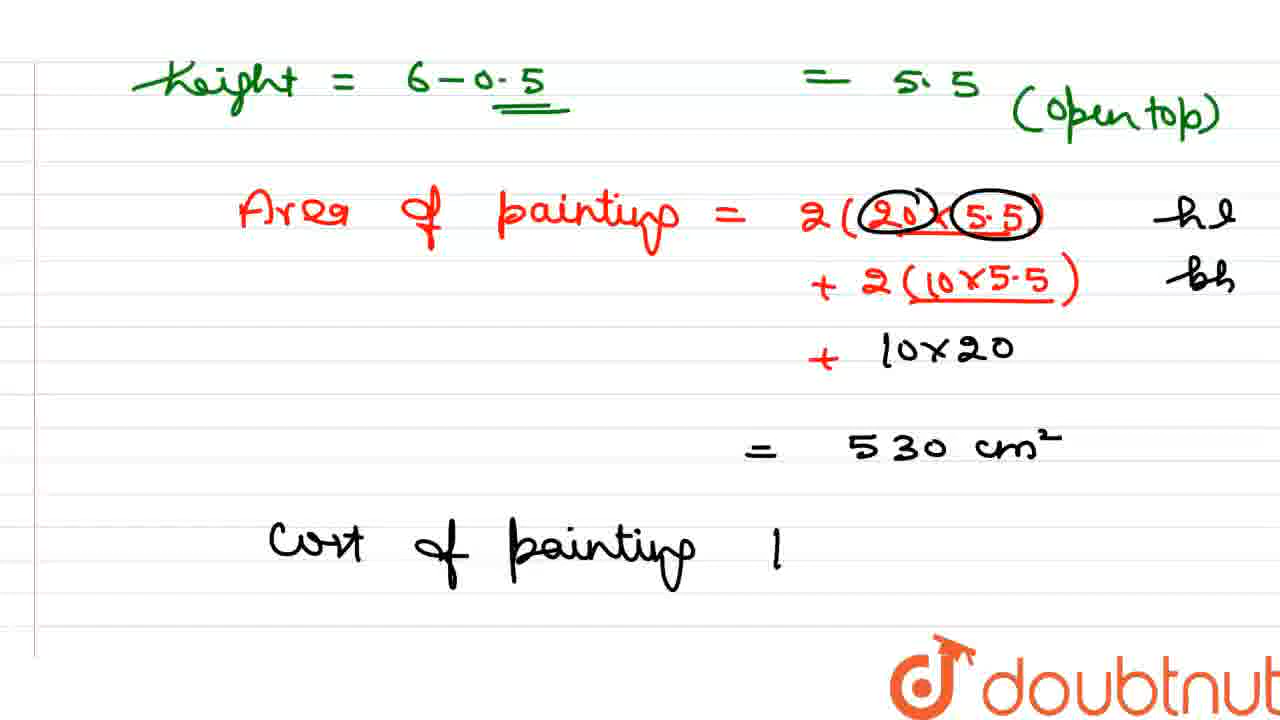 height = 6-0.5 = 5.5
(open top)
Area of painting = 2(20×5.5) hl
+ 2(10×5.5) bh
+ 10×20
= 530 cm²
Cost of painting 1
doubtnut